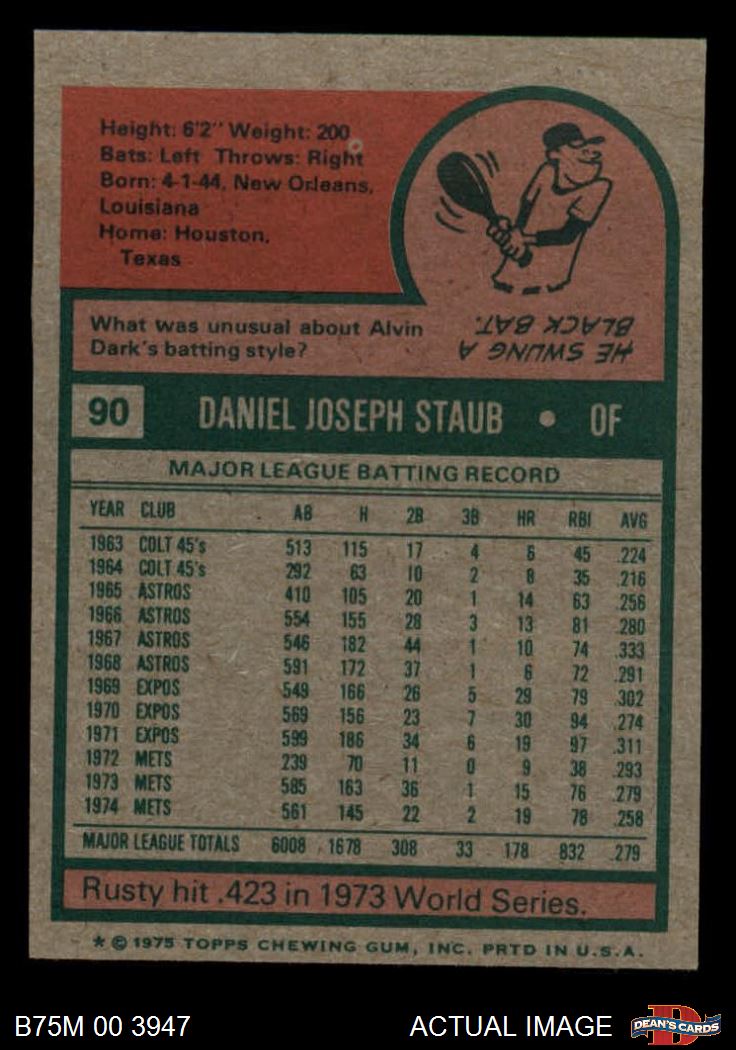 Height: 6'2" Weight: 200
Bats: Left Throws: Right
Born: 4-1-44, New Orleans,
Louisiana
Home: Houston,
Texas
What was unusual about Alvin
Dark's batting style?
HE SWUNG A
BLACK BAT.
90 DANIEL JOSEPH STAUB • OF
MAJOR LEAGUE BATTING RECORD
YEAR CLUB AB H 2B 3B HR RBI AVG
1963 COLT 45's 513 115 17 4 6 45 .224
1964 COLT 45's 292 63 10 2 8 35 .216
1965 ASTROS 410 105 20 1 14 63 .256
1966 ASTROS 554 155 28 3 13 81 .280
1967 ASTROS 546 182 44 1 10 74 .333
1968 ASTROS 591 172 37 1 6 72 .291
1969 EXPOS 549 166 26 5 29 79 .302
1970 EXPOS 569 156 23 7 30 94 .274
1971 EXPOS 599 186 34 6 19 97 .311
1972 METS 239 70 11 0 9 38 .293
1973 METS 585 163 36 1 15 76 .279
1974 METS 561 145 22 2 19 78 .258
MAJOR LEAGUE TOTALS 6008 1678 308 33 178 832 .279
Rusty hit .423 in 1973 World Series.
* © 1975 TOPPS CHEWING GUM, INC. PRTD IN U.S.A.
B75M 00 3947 ACTUAL IMAGE D DEAN'S CARDS